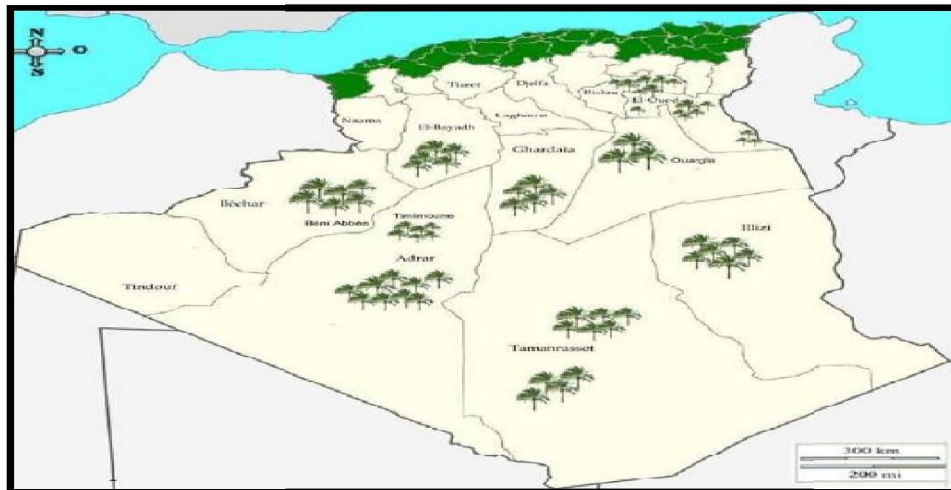 N
O
S
Tiaret
Djelfa
Biskra
El-Oued
Naama
El-Bayadh
Laghouat
Ghardaia
Ouargla
Béchar
Béni Abbès
Timimoune
Illizi
Adrar
Tindouf
Tamanrasset
300 km
200 mi